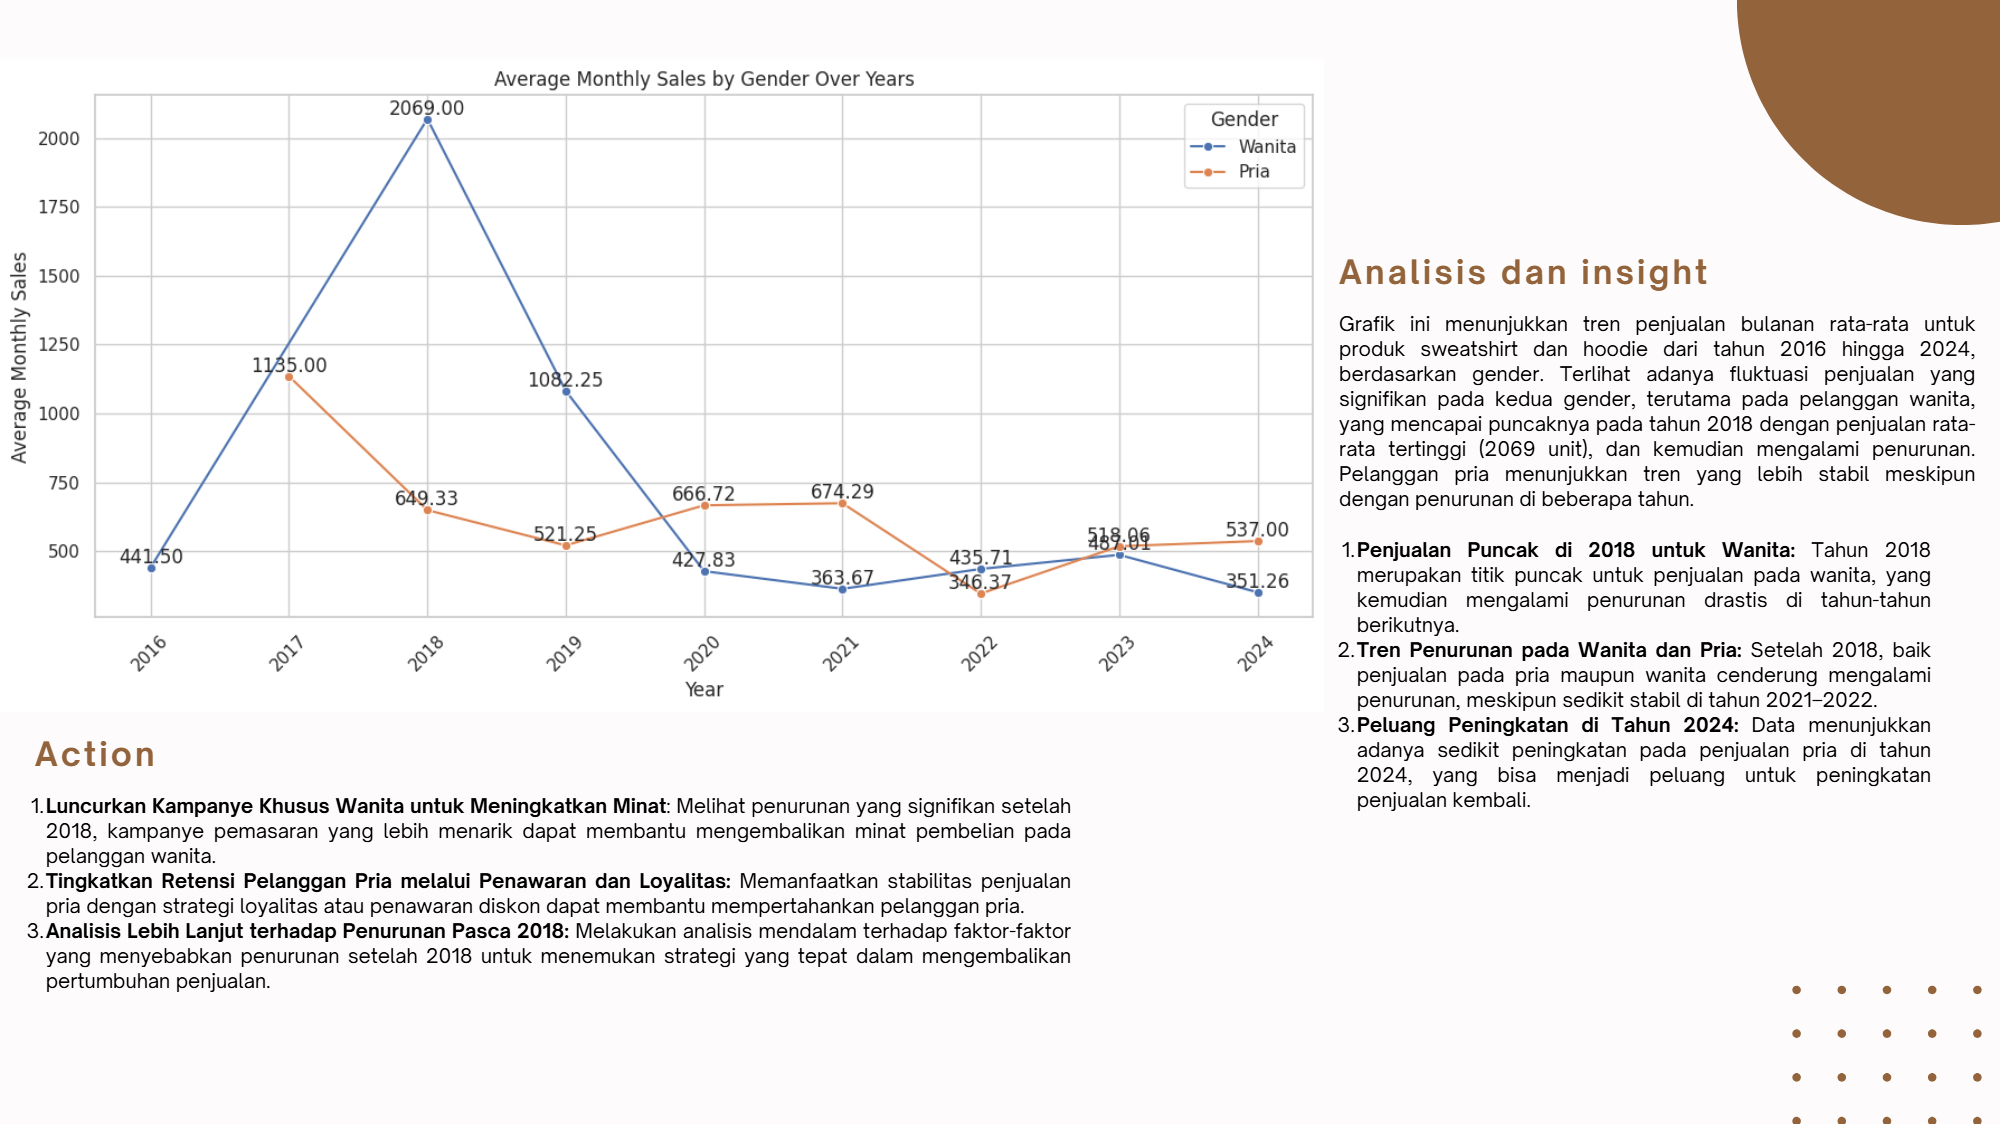 Average Monthly Sales by Gender Over Years
Average Monthly Sales
2000
1750
1500
1250
1000
750
500
2069.00
1135.00
1082.25
649.33
521.25
666.72
674.29
441.50
427.83
363.67
435.71
346.37
518.06
487.01
537.00
351.26
Gender
Wanita
Pria
2016
2017
2018
2019
2020
2021
2022
2023
2024
Year
Analisis dan insight
Grafik ini menunjukkan tren penjualan bulanan rata-rata untuk
produk sweatshirt dan hoodie dari tahun 2016 hingga 2024,
berdasarkan gender. Terlihat adanya fluktuasi penjualan yang
signifikan pada kedua gender, terutama pada pelanggan wanita,
yang mencapai puncaknya pada tahun 2018 dengan penjualan rata-
rata tertinggi (2069 unit), dan kemudian mengalami penurunan.
Pelanggan pria menunjukkan tren yang lebih stabil meskipun
dengan penurunan di beberapa tahun.
1. Penjualan Puncak di 2018 untuk Wanita: Tahun 2018
merupakan titik puncak untuk penjualan pada wanita, yang
kemudian mengalami penurunan drastis di tahun-tahun
berikutnya.
2. Tren Penurunan pada Wanita dan Pria: Setelah 2018, baik
penjualan pada pria maupun wanita cenderung mengalami
penurunan, meskipun sedikit stabil di tahun 2021–2022.
3. Peluang Peningkatan di Tahun 2024: Data menunjukkan
adanya sedikit peningkatan pada penjualan pria di tahun
2024, yang bisa menjadi peluang untuk peningkatan
penjualan kembali.
Action
1. Luncurkan Kampanye Khusus Wanita untuk Meningkatkan Minat: Melihat penurunan yang signifikan setelah
2018, kampanye pemasaran yang lebih menarik dapat membantu mengembalikan minat pembelian pada
pelanggan wanita.
2. Tingkatkan Retensi Pelanggan Pria melalui Penawaran dan Loyalitas: Memanfaatkan stabilitas penjualan
pria dengan strategi loyalitas atau penawaran diskon dapat membantu mempertahankan pelanggan pria.
3. Analisis Lebih Lanjut terhadap Penurunan Pasca 2018: Melakukan analisis mendalam terhadap faktor-faktor
yang menyebabkan penurunan setelah 2018 untuk menemukan strategi yang tepat dalam mengembalikan
pertumbuhan penjualan.